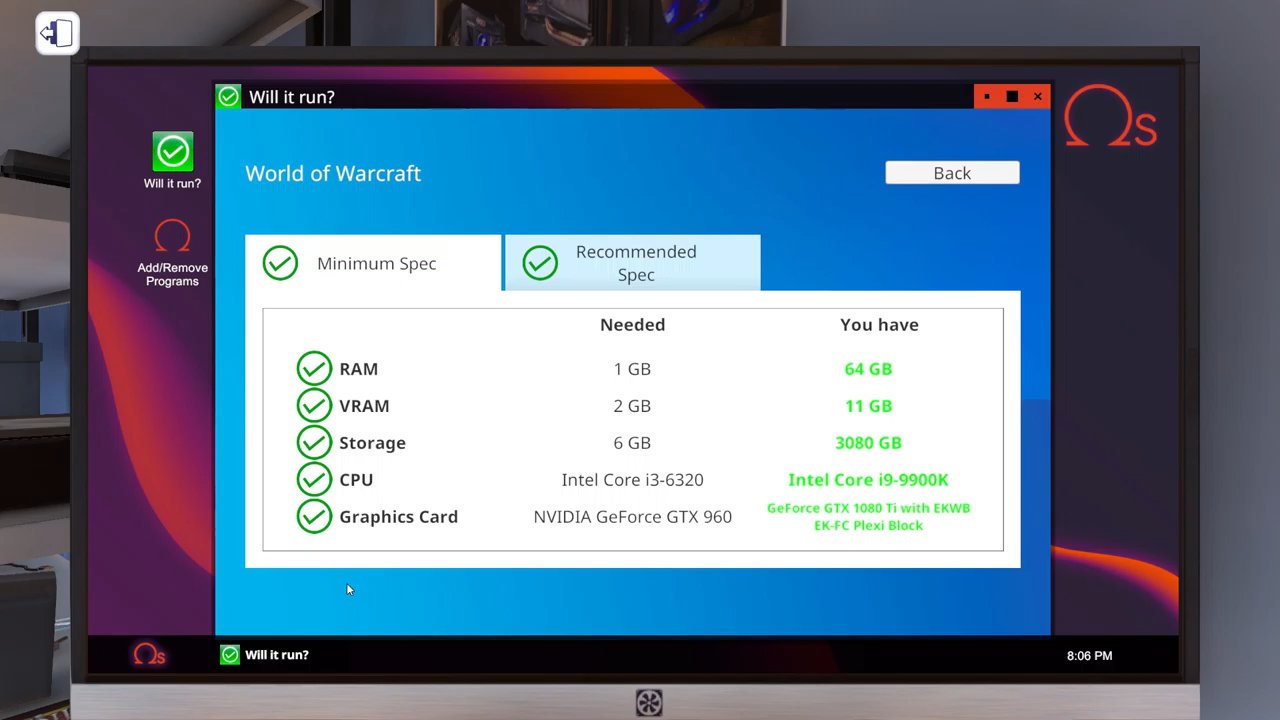 Will it run?
Ωs
Will it run?
Add/Remove
Programs
World of Warcraft
Back
Minimum Spec
Recommended
Spec
Needed You have
RAM 1 GB 64 GB
VRAM 2 GB 11 GB
Storage 6 GB 3080 GB
CPU Intel Core i3-6320 Intel Core i9-9900K
Graphics Card NVIDIA GeForce GTX 960 GeForce GTX 1080 Ti with EKWB
EK-FC Plexi Block
Ωs Will it run? 8:06 PM